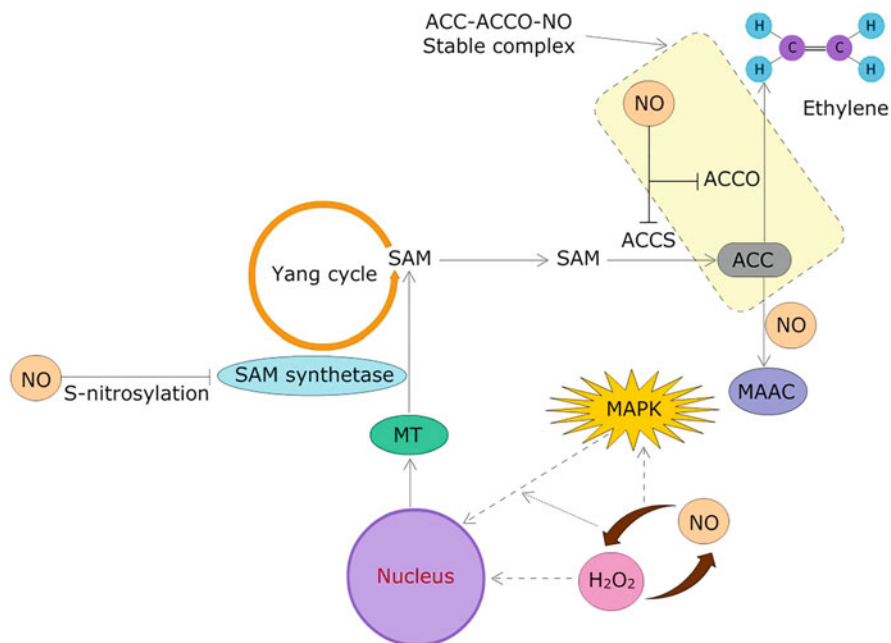 ACC-ACCO-NO
Stable complex
H
H
C
C
H
H
Ethylene
NO
ACCO
ACCS
Yang cycle
SAM
SAM
ACC
NO
MAAC
NO
S-nitrosylation
SAM synthetase
MAPK
MT
NO
H₂O₂
Nucleus